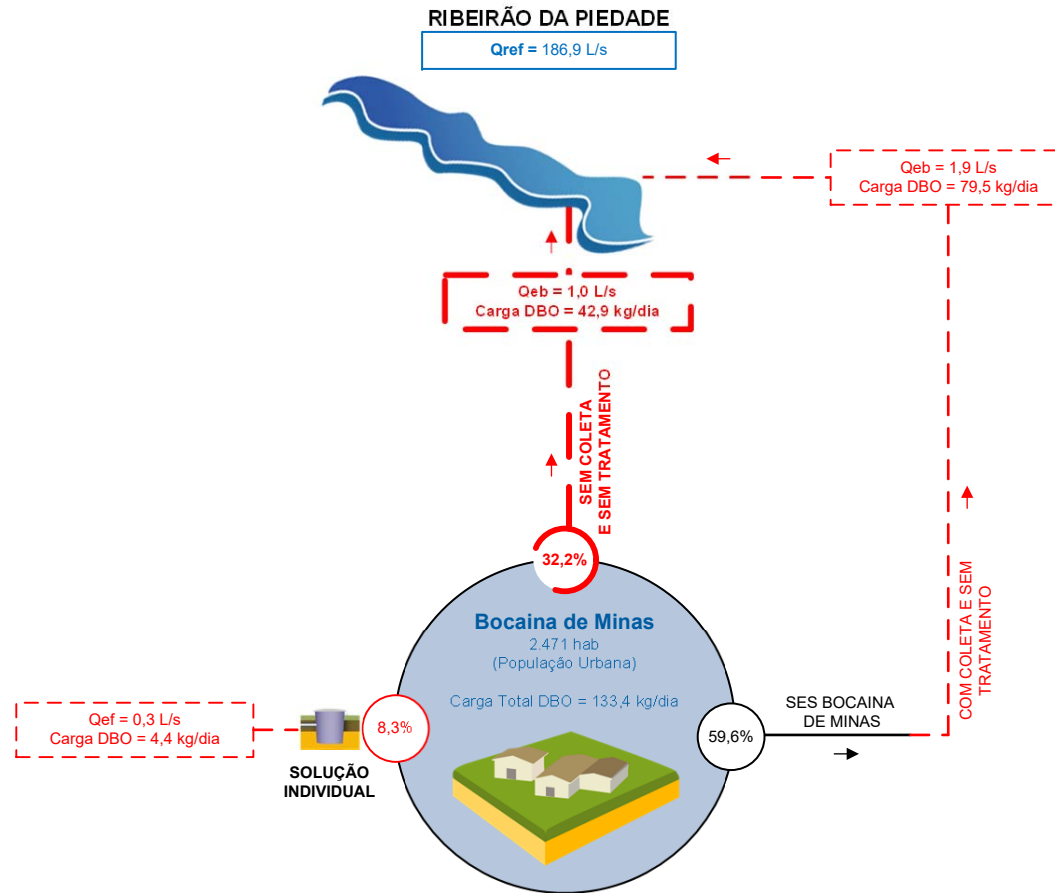 RIBEIRÃO DA PIEDADE
Qref = 186,9 L/s
Qeb = 1,9 L/s
Carga DBO = 79,5 kg/dia
Qeb = 1,0 L/s
Carga DBO = 42,9 kg/dia
SEM COLETA
E SEM TRATAMENTO
COM COLETA E SEM
TRATAMENTO
32,2%
Bocaina de Minas
2.471 hab
(População Urbana)
Carga Total DBO = 133,4 kg/dia
Qef = 0,3 L/s
Carga DBO = 4,4 kg/dia
8,3%
SOLUÇÃO
INDIVIDUAL
59,6%
SES BOCAINA
DE MINAS